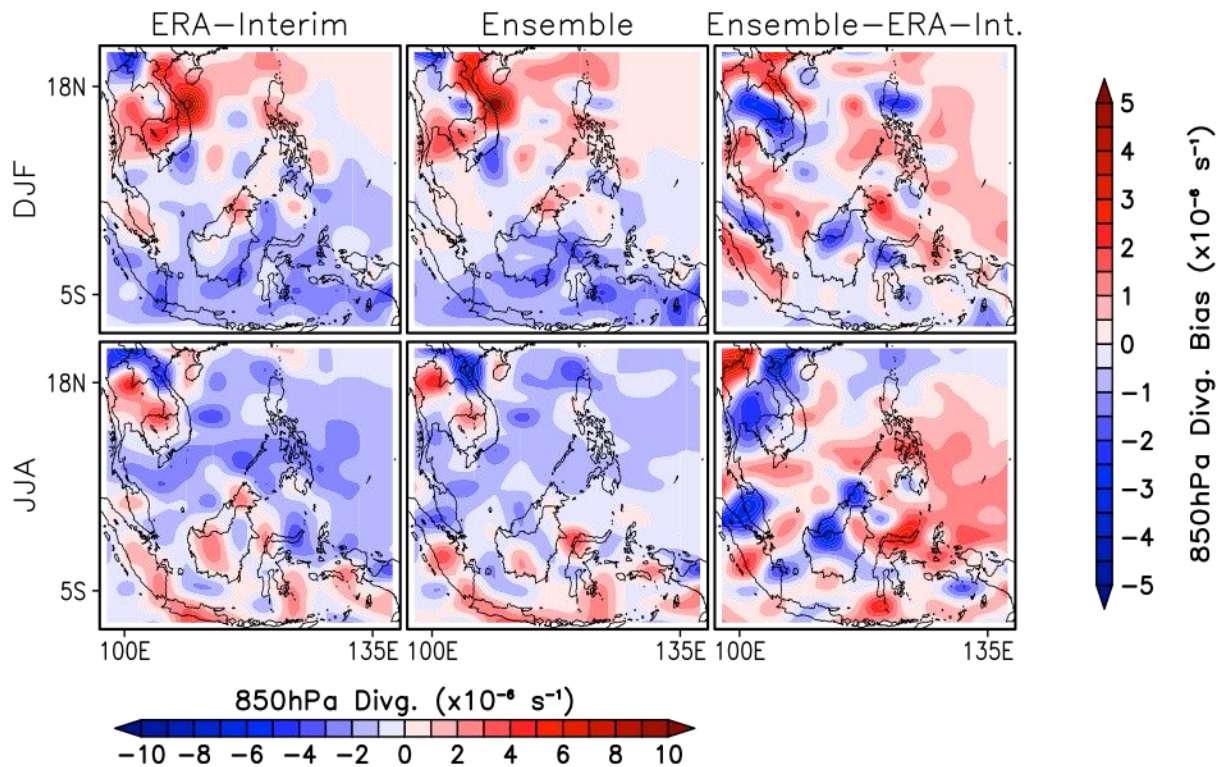 ERA−Interim
Ensemble
Ensemble−ERA−Int.
DJF
18N
5S
JJA
18N
5S
100E
135E
100E
135E
100E
135E
5
4
3
2
1
0
−1
−2
−3
−4
−5
850hPa Divg. Bias (x10⁻⁶ s⁻¹)
850hPa Divg. (x10⁻⁶ s⁻¹)
−10 −8 −6 −4 −2 0 2 4 6 8 10